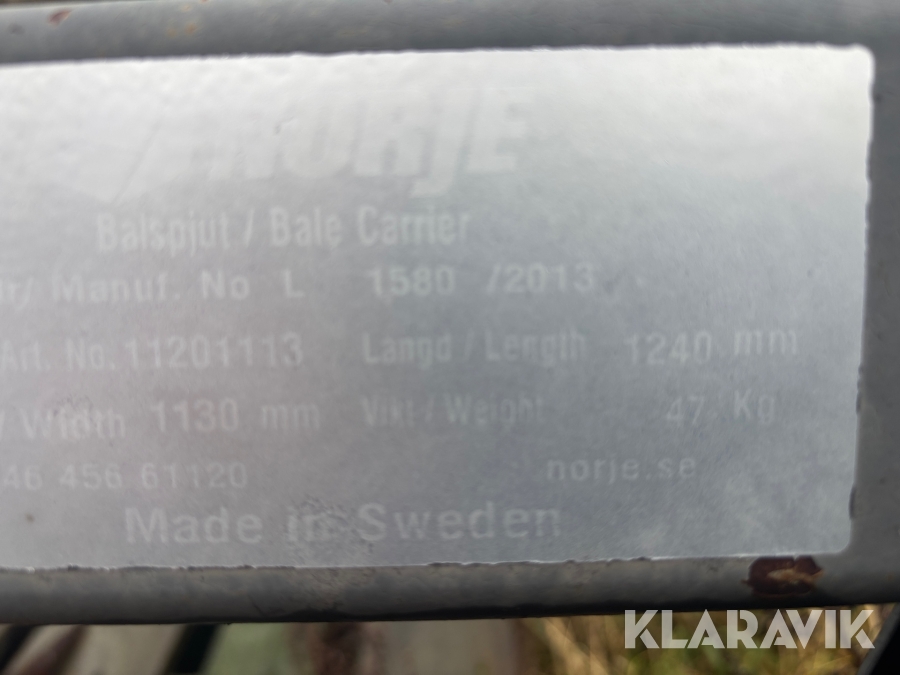 NORJE
Balspjut / Bale Carrier
Manuf. No L 1580 /2013
Art. No. 11201113 Längd / Length 1240 mm
/ Width 1130 mm Vikt / Weight 47 Kg
46 456 61120 norje.se
Made in Sweden
KLARAVIK